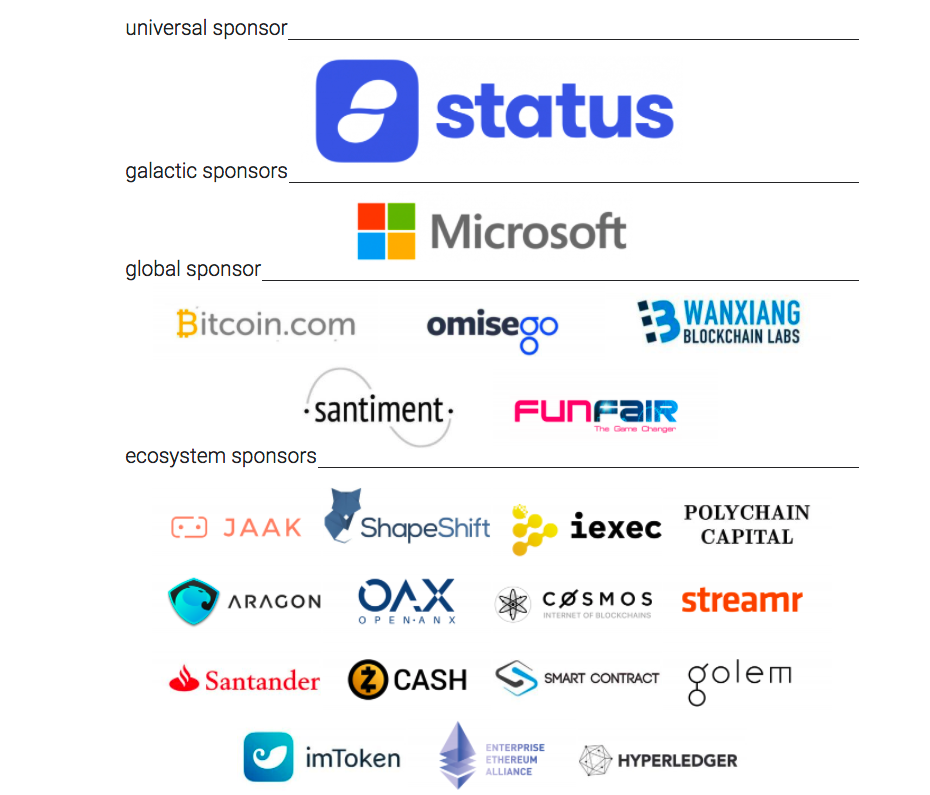 universal sponsor
status
galactic sponsors
Microsoft
global sponsor
Bitcoin.com omisego WANXIANG
BLOCKCHAIN LABS
santiment FUNFAIR
The Game Changer
ecosystem sponsors
JAAK ShapeShift iexec POLYCHAIN
CAPITAL
ARAGON OAX COSMOS streamr
OPEN·ANX INTERNET OF BLOCKCHAINS
Santander ZCASH SMART CONTRACT golem
imToken ENTERPRISE
ETHEREUM
ALLIANCE HYPERLEDGER